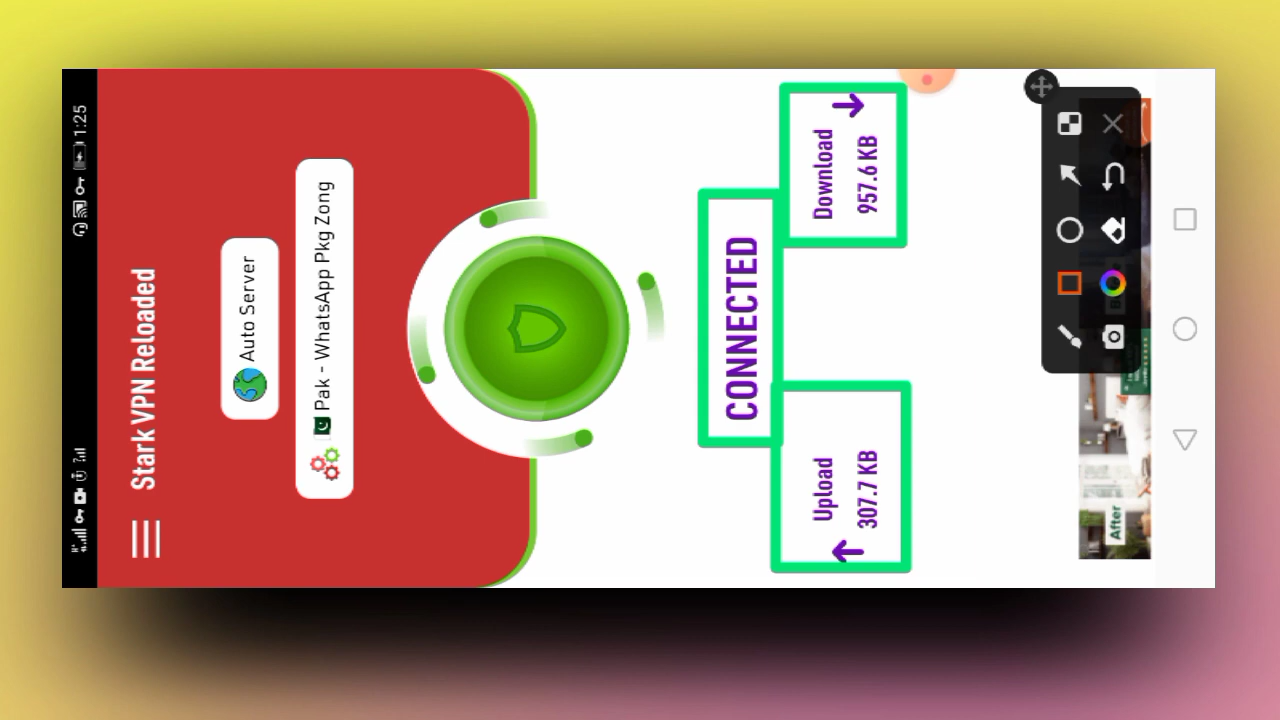 1:25
Stark VPN Reloaded
Auto Server
Pak - WhatsApp Pkg Zong
CONNECTED
Upload
307.7 KB
Download
957.6 KB
After